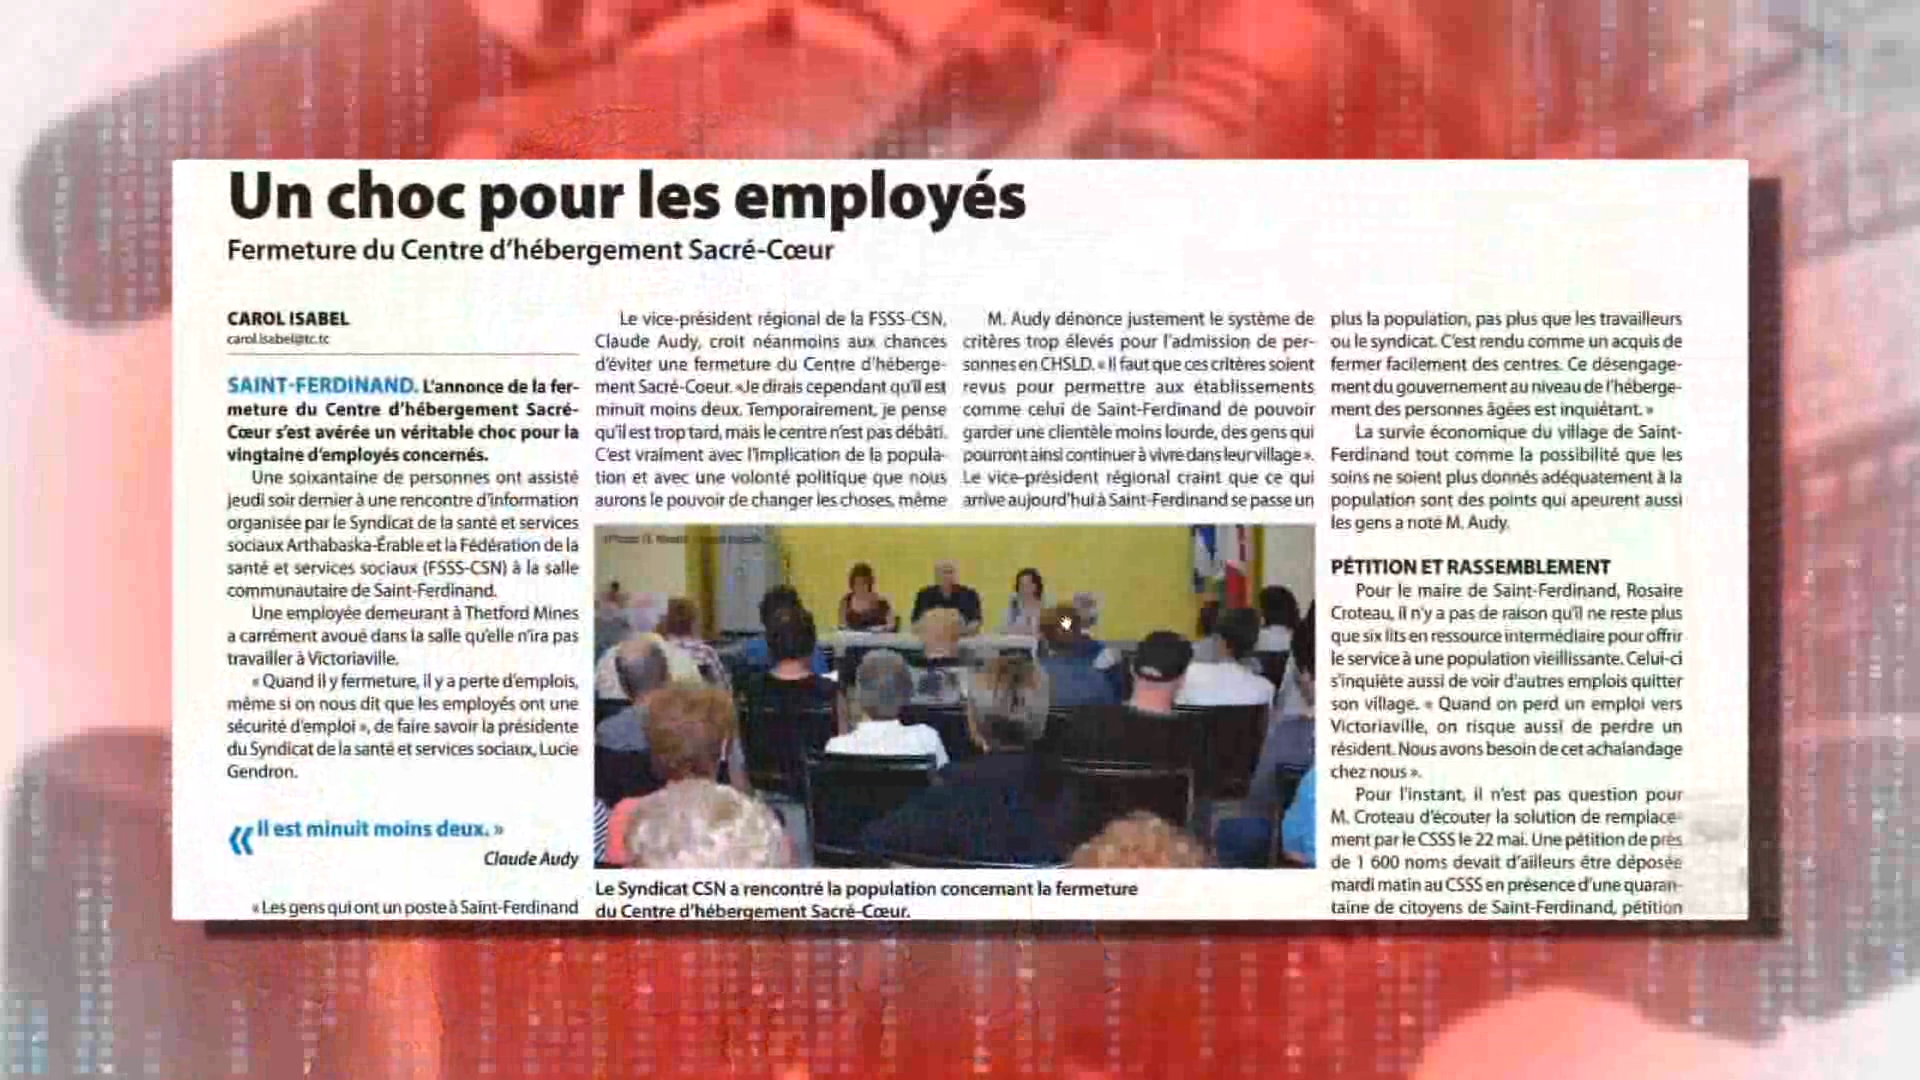 Un choc pour les employés
Fermeture du Centre d'hébergement Sacré-Cœur
CAROL ISABEL
carol.isabel@tc.tc
SAINT-FERDINAND. L'annonce de la fer-
meture du Centre d'hébergement Sacré-
Cœur s'est avérée un véritable choc pour la
vingtaine d'employés concernés.
Une soixantaine de personnes ont assisté
jeudi soir dernier à une rencontre d'information
organisée par le Syndicat de la santé et services
sociaux Arthabaska-Érable et la Fédération de la
santé et services sociaux (FSSS-CSN) à la salle
communautaire de Saint-Ferdinand.
Une employée demeurant à Thetford Mines
a carrément avoué dans la salle qu'elle n'ira pas
travailler à Victoriaville.
« Quand il y fermeture, il y a perte d'emplois,
même si on nous dit que les employés ont une
sécurité d'emploi », de faire savoir la présidente
du Syndicat de la santé et services sociaux, Lucie
Gendron.
« Il est minuit moins deux. »
Claude Audy
« Les gens qui ont un poste à Saint-Ferdinand
Le vice-président régional de la FSSS-CSN,
Claude Audy, croit néanmoins aux chances
d'éviter une fermeture du Centre d'héberge-
ment Sacré-Coeur. «Je dirais cependant qu'il est
minuit moins deux. Temporairement, je pense
qu'il est trop tard, mais le centre n'est pas débâti.
C'est vraiment avec l'implication de la popula-
tion et avec une volonté politique que nous
aurons le pouvoir de changer les choses, même
M. Audy dénonce justement le système de
critères trop élevés pour l'admission de per-
sonnes en CHSLD. « Il faut que ces critères soient
revus pour permettre aux établissements
comme celui de Saint-Ferdinand de pouvoir
garder une clientèle moins lourde, des gens qui
pourront ainsi continuer à vivre dans leur village ».
Le vice-président régional craint que ce qui
arrive aujourd'hui à Saint-Ferdinand se passe un
Le Syndicat CSN a rencontré la population concernant la fermeture
du Centre d'hébergement Sacré-Cœur.
plus la population, pas plus que les travailleurs
ou le syndicat. C'est rendu comme un acquis de
fermer facilement des centres. Ce désengage-
ment du gouvernement au niveau de l'héberge-
ment des personnes âgées est inquiétant. »
La survie économique du village de Saint-
Ferdinand tout comme la possibilité que les
soins ne soient plus donnés adéquatement à la
population sont des points qui apeurent aussi
les gens a noté M. Audy.
PÉTITION ET RASSEMBLEMENT
Pour le maire de Saint-Ferdinand, Rosaire
Croteau, il n'y a pas de raison qu'il ne reste plus
que six lits en ressource intermédiaire pour offrir
le service à une population vieillissante. Celui-ci
s'inquiète aussi de voir d'autres emplois quitter
son village. « Quand on perd un emploi vers
Victoriaville, on risque aussi de perdre un
résident. Nous avons besoin de cet achalandage
chez nous ».
Pour l'instant, il n'est pas question pour
M. Croteau d'écouter la solution de remplace-
ment par le CSSS le 22 mai. Une pétition de près
de 1 600 noms devait d'ailleurs être déposée
mardi matin au CSSS en présence d'une quaran-
taine de citoyens de Saint-Ferdinand, pétition